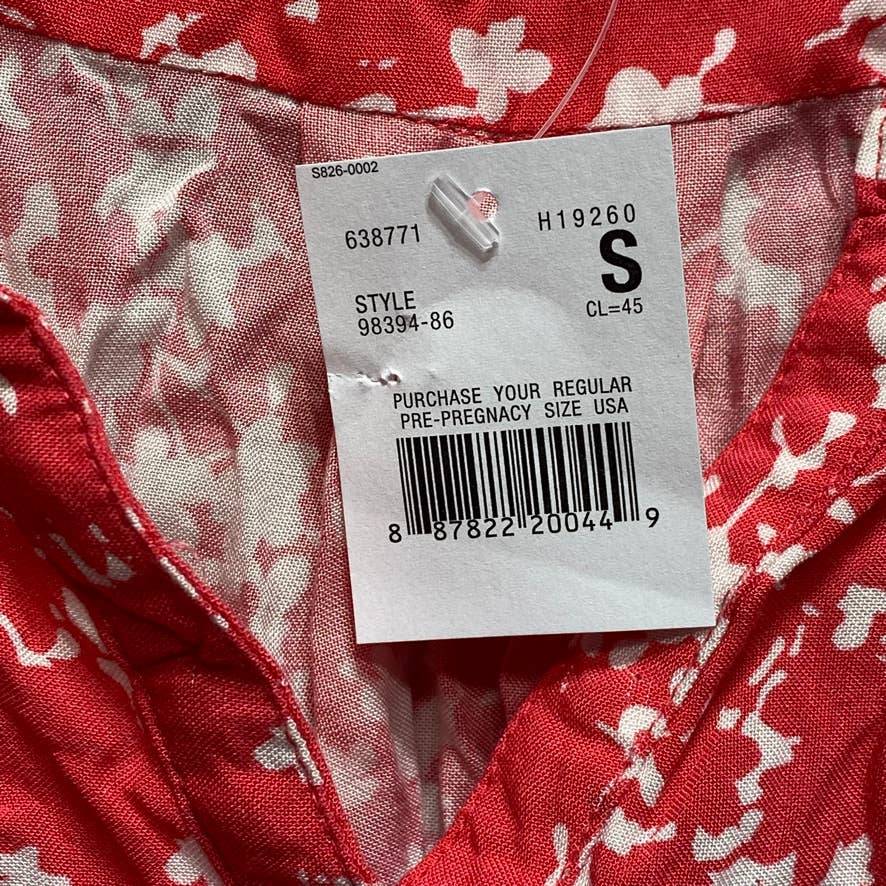 S826-0002
638771 H19260
S
STYLE CL=45
98394-86
PURCHASE YOUR REGULAR
PRE-PREGNANCY SIZE USA
8 87822 20044 9